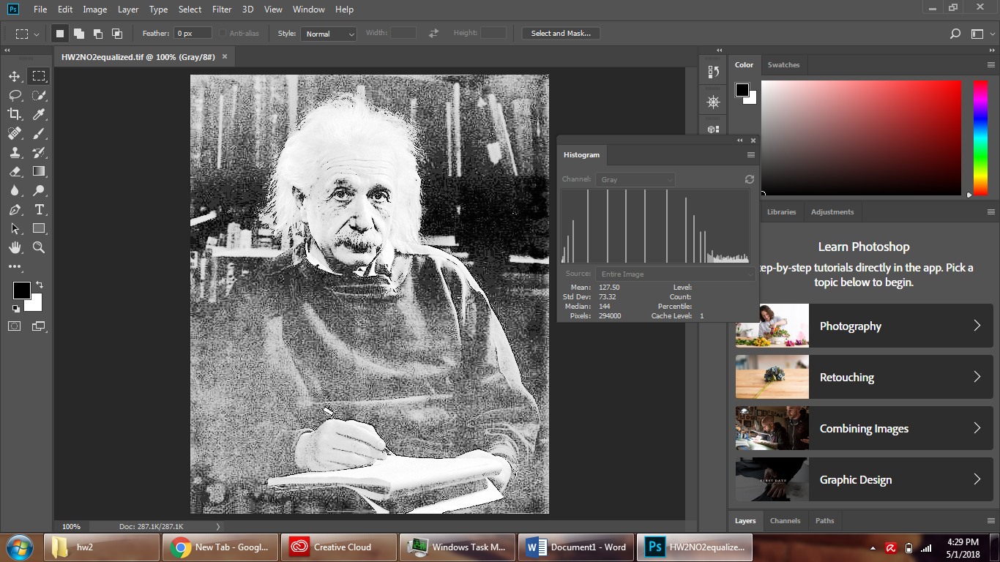 Ps File Edit Image Layer Type Select Filter 3D View Window Help
Feather: 0 px Anti-alias Style: Normal Width: Height: Select and Mask...
HW2NO2equalized.tif @ 100% (Gray/8#) ×
Color Swatches
Histogram
Channel: Gray
Libraries Adjustments
Learn Photoshop
tep-by-step tutorials directly in the app. Pick a
topic below to begin.
Source: Entire Image
Mean: 127.50 Level:
Std Dev: 73.32 Count:
Median: 144 Percentile:
Pixels: 294000 Cache Level: 1
Photography
Retouching
Combining Images
FIRST DATE
Graphic Design
Layers Channels Paths
100% Doc: 287.1K/287.1K
hw2 New Tab - Googl... Creative Cloud Windows Task M... Document1 - Word HW2NO2equalize...
4:29 PM
5/1/2018